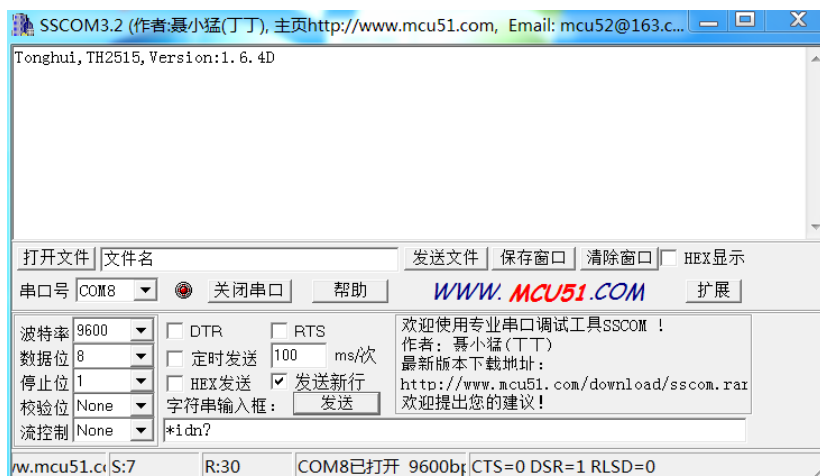 SSCOM3.2 (作者:聂小猛(丁丁), 主页http://www.mcu51.com,  Email: mcu52@163.c...
Tonghui,TH2515,Version:1.6.4D
打开文件 文件名 发送文件 保存窗口 清除窗口 HEX显示
串口号 COM8 关闭串口 帮助 WWW. MCU51.COM 扩展
波特率 9600 DTR RTS
数据位 8 定时发送 100 ms/次
停止位 1 HEX发送 发送新行
校验位 None 字符串输入框: 发送
流控制 None *idn?
欢迎使用专业串口调试工具SSCOM !
作者: 聂小猛(丁丁)
最新版本下载地址:
http://www.mcu51.com/download/sscom.rar
欢迎提出您的建议!
w.mcu51.c S:7 R:30 COM8已打开 9600bp CTS=0 DSR=1 RLSD=0